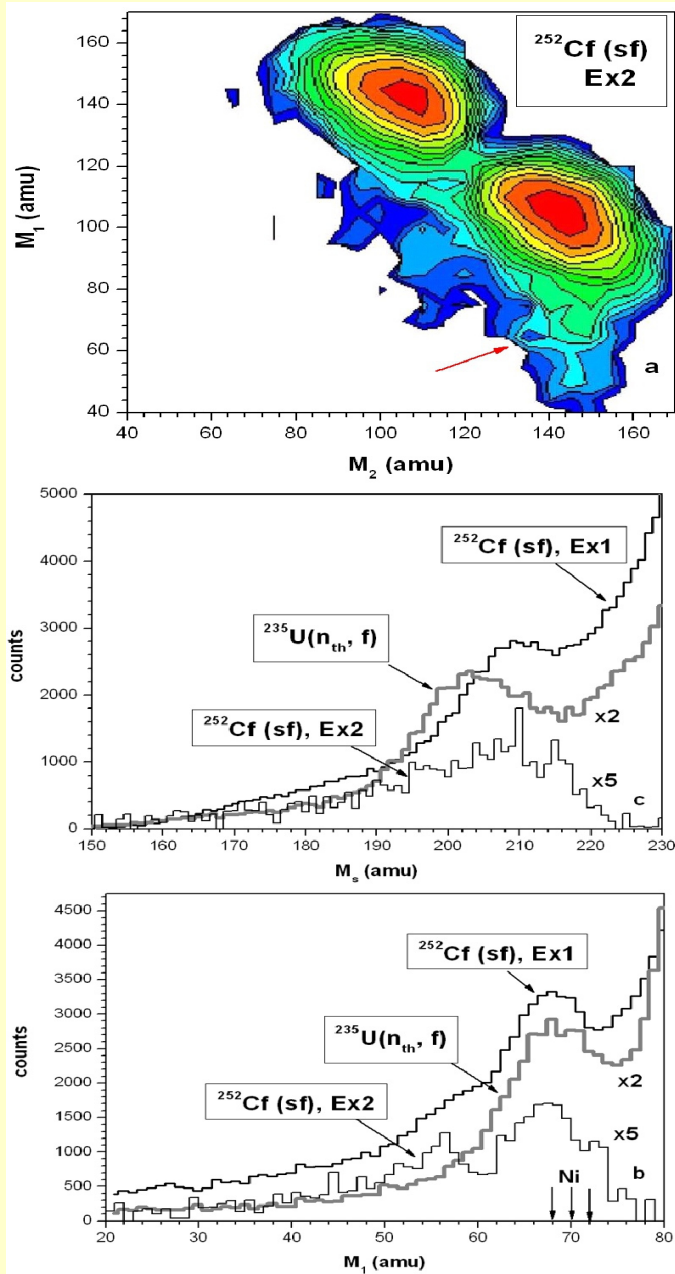 252Cf (sf)
Ex2
M1 (amu)
160
140
120
100
80
60
40
a
40 60 80 100 120 140 160
M2 (amu)
counts
5000
4000
3000
2000
1000
0
252Cf (sf), Ex1
235U(nth, f)
252Cf (sf), Ex2
x2
x5
c
150 160 170 180 190 200 210 220 230
Ms (amu)
counts
4500
4000
3500
3000
2500
2000
1500
1000
500
0
252Cf (sf), Ex1
235U(nth, f)
252Cf (sf), Ex2
x2
x5
Ni
b
20 30 40 50 60 70 80
M1 (amu)